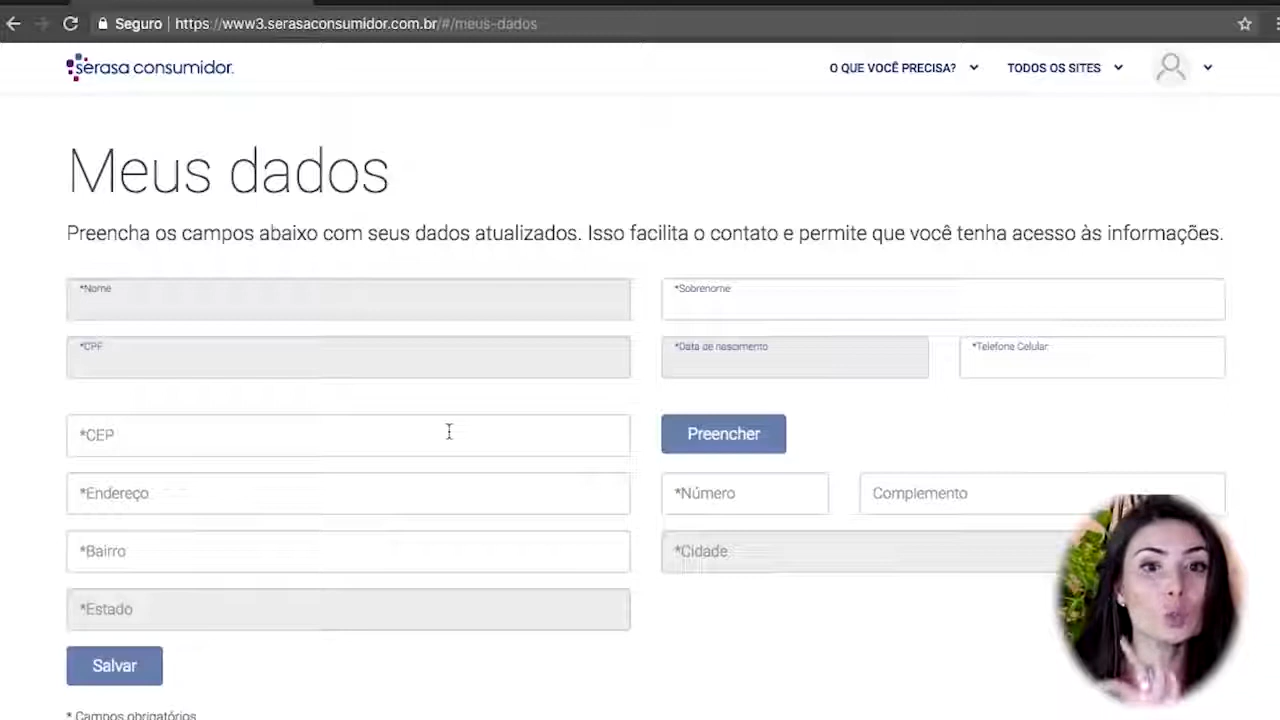 Seguro | https://www3.serasaconsumidor.com.br/#/meus-dados
serasa consumidor.
O QUE VOCÊ PRECISA?
TODOS OS SITES
Meus dados
Preencha os campos abaixo com seus dados atualizados. Isso facilita o contato e permite que você tenha acesso às informações.
*Nome
*Sobrenome
*CPF
*Data de nascimento
*Telefone Celular
*CEP
Preencher
*Endereço
*Número
Complemento
*Bairro
*Cidade
*Estado
Salvar
* Campos obrigatórios